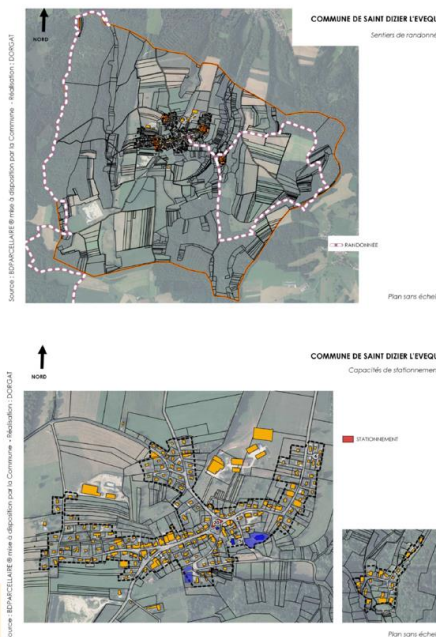 COMMUNE DE SAINT DIZIER L'EVEQU
Sentiers de randonné
NORD
Source : BDPARCELLAIRE ® mise à disposition par la Commune - Réalisation : DORGAT
RANDONNÉE
Plan sans échel
COMMUNE DE SAINT DIZIER L'EVEQU
Capacités de stationnemen
NORD
ource : BDPARCELLAIRE ® mise à disposition par la Commune - Réalisation : DORGAT
STATIONNEMENT
Plan sans échel